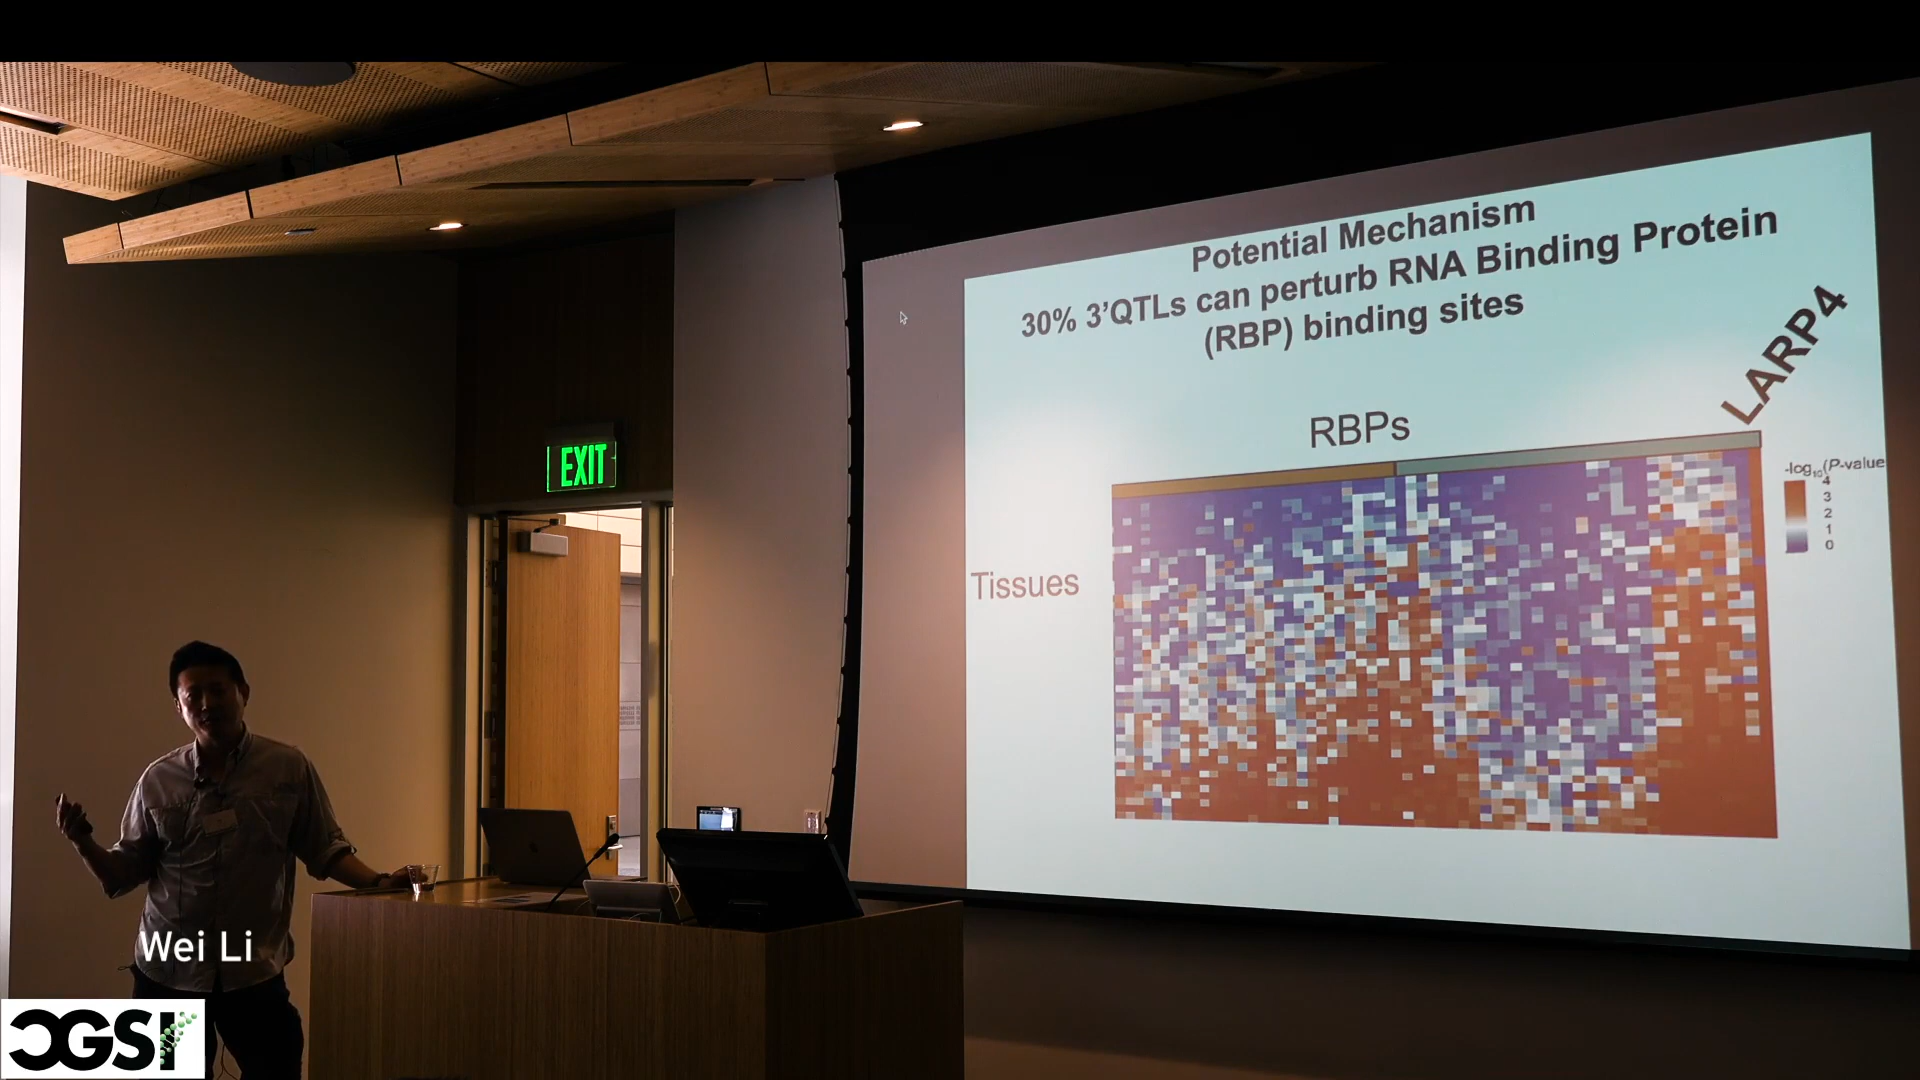 Potential Mechanism
30% 3'QTLs can perturb RNA Binding Protein
(RBP) binding sites
LARP4
RBPs
-log10(P-value
4
3
2
1
0
Tissues
EXIT
Wei Li
CGSI